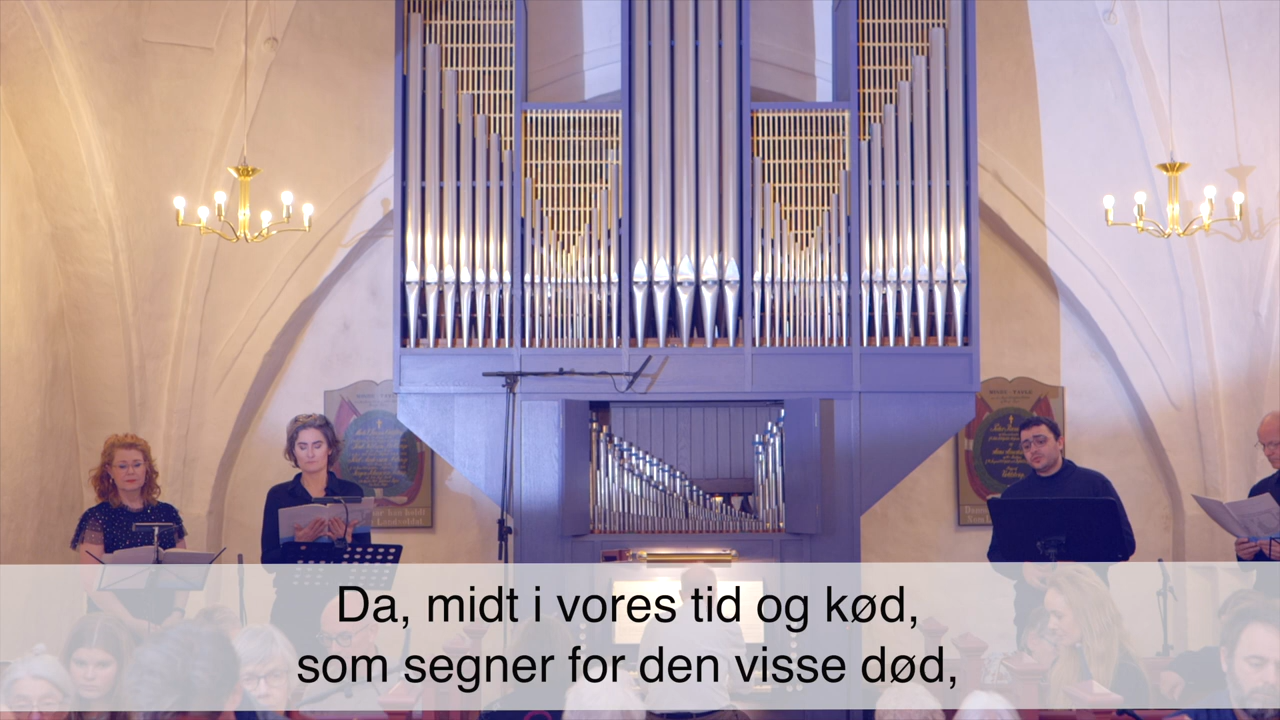 Da, midt i vores tid og kød,
som segner for den visse død,